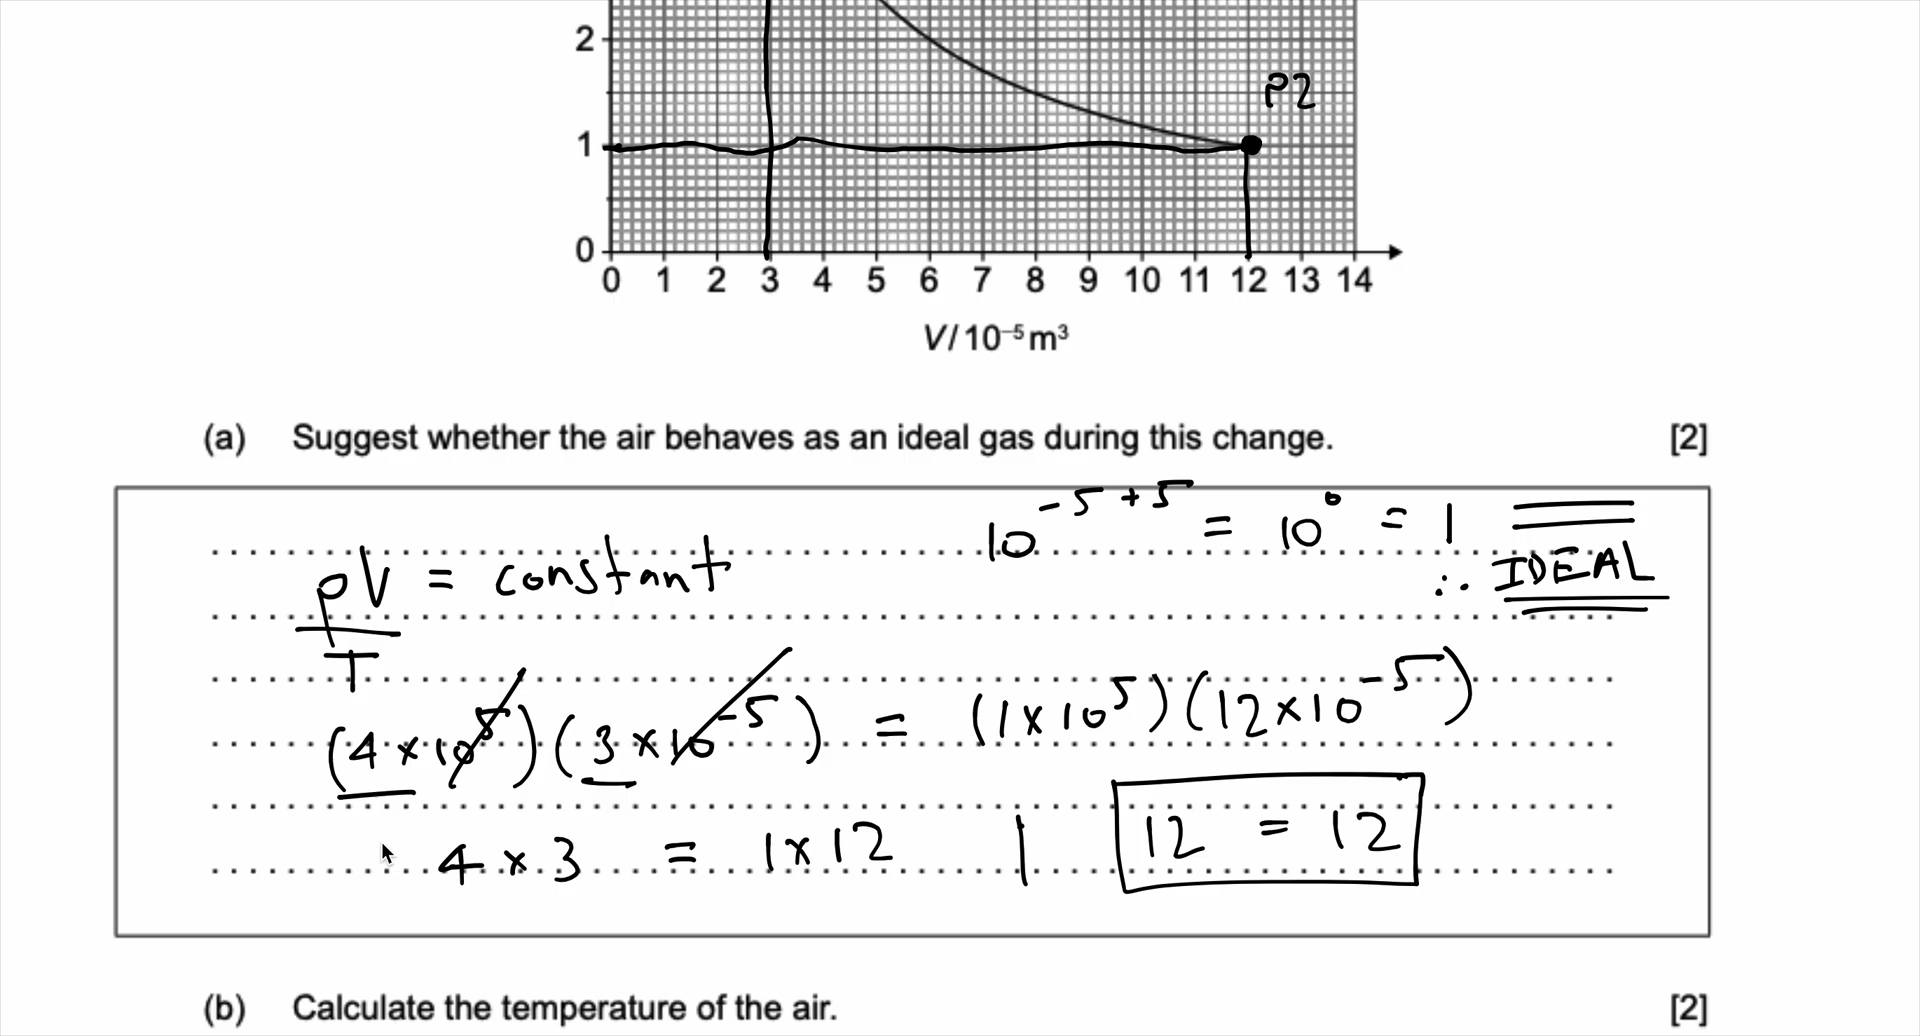 2
P2
1
0
0 1 2 3 4 5 6 7 8 9 10 11 12 13 14
V/10⁻⁵m³
(a) Suggest whether the air behaves as an ideal gas during this change. [2]
10⁻⁵⁺⁵ = 10⁰ = 1
pV/T = constant
∴ IDEAL
(4×10⁵)(3×10⁻⁵) = (1×10⁵)(12×10⁻⁵)
4×3 = 1×12 | 12 = 12
(b) Calculate the temperature of the air. [2]